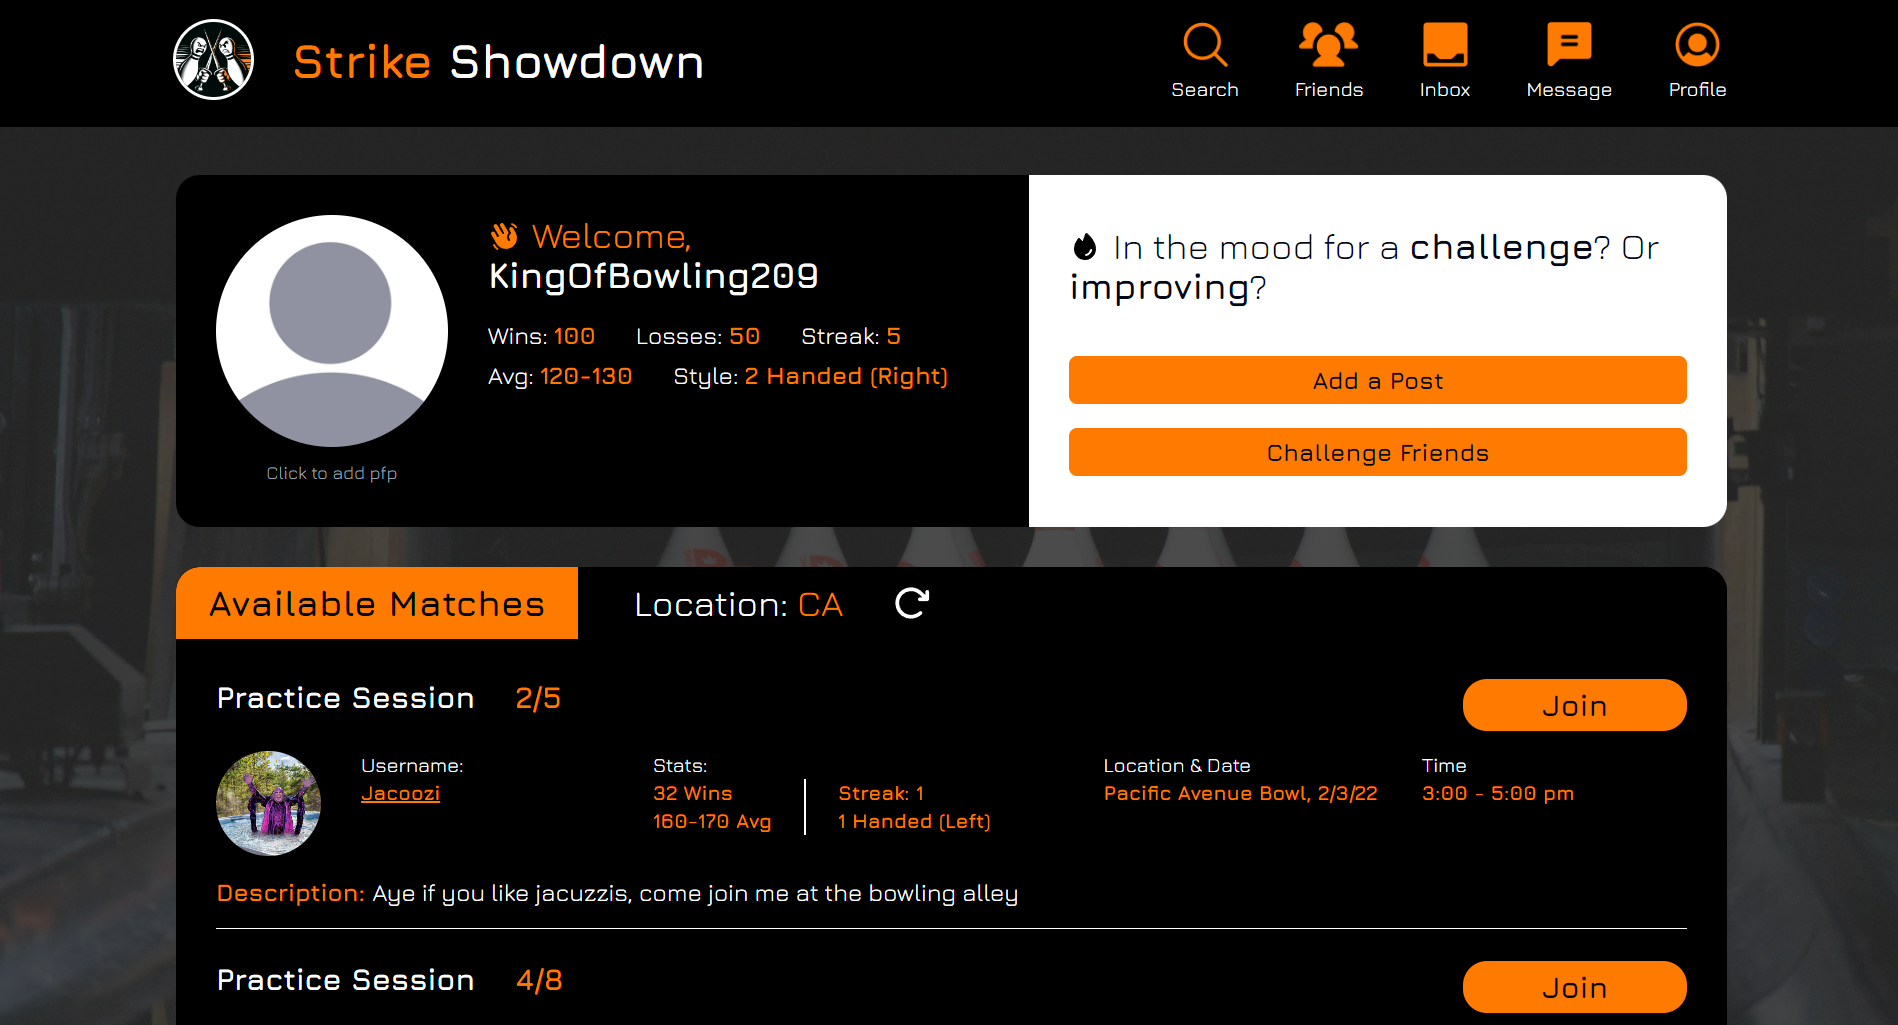 Strike Showdown
Search
Friends
Inbox
Message
Profile
Welcome,
KingOfBowling209
Wins: 100 Losses: 50 Streak: 5
Avg: 120-130 Style: 2 Handed (Right)
Click to add pfp
In the mood for a challenge? Or
improving?
Add a Post
Challenge Friends
Available Matches
Location: CA
Practice Session 2/5
Join
Username:
Jacoozi
Stats:
32 Wins
160-170 Avg
Streak: 1
1 Handed (Left)
Location & Date
Pacific Avenue Bowl, 2/3/22
Time
3:00 - 5:00 pm
Description: Aye if you like jacuzzis, come join me at the bowling alley
Practice Session 4/8
Join